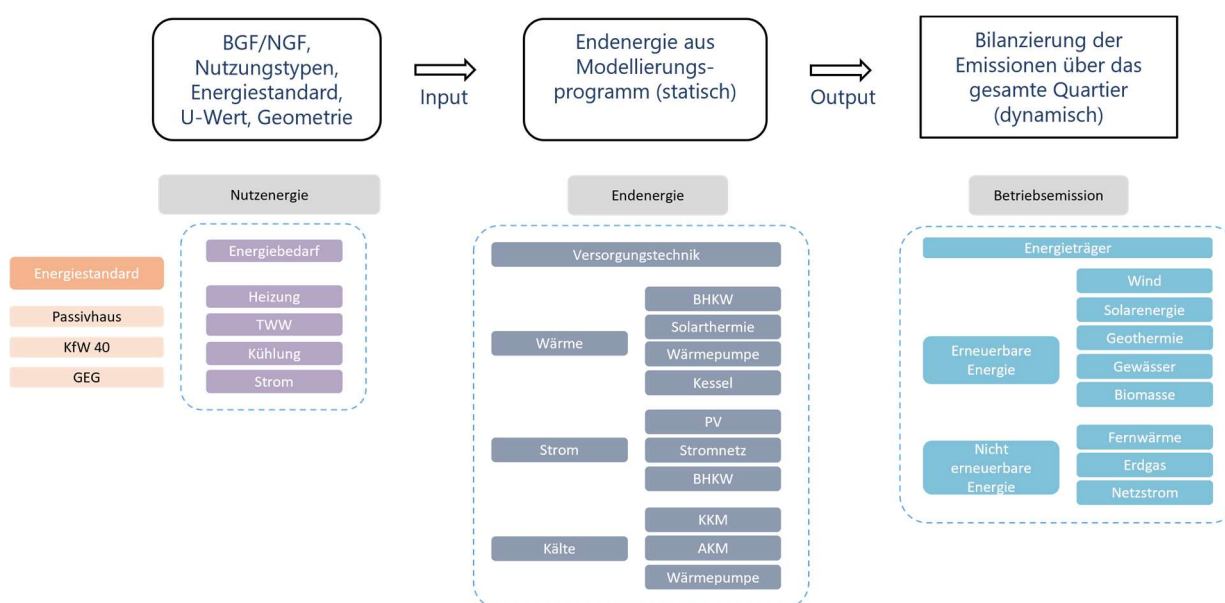 BGF/NGF,
Nutzungstypen,
Energiestandard,
U-Wert, Geometrie
Input
Endenergie aus
Modellierungs-
programm (statisch)
Output
Bilanzierung der
Emissionen über das
gesamte Quartier
(dynamisch)
Nutzenergie
Energiestandard
Passivhaus
KfW 40
GEG
Energiebedarf
Heizung
TWW
Kühlung
Strom
Endenergie
Versorgungstechnik
Wärme
BHKW
Solarthermie
Wärmepumpe
Kessel
Strom
PV
Stromnetz
BHKW
Kälte
KKM
AKM
Wärmepumpe
Betriebsemission
Energieträger
Erneuerbare
Energie
Wind
Solarenergie
Geothermie
Gewässer
Biomasse
Nicht
erneuerbare
Energie
Fernwärme
Erdgas
Netzstrom